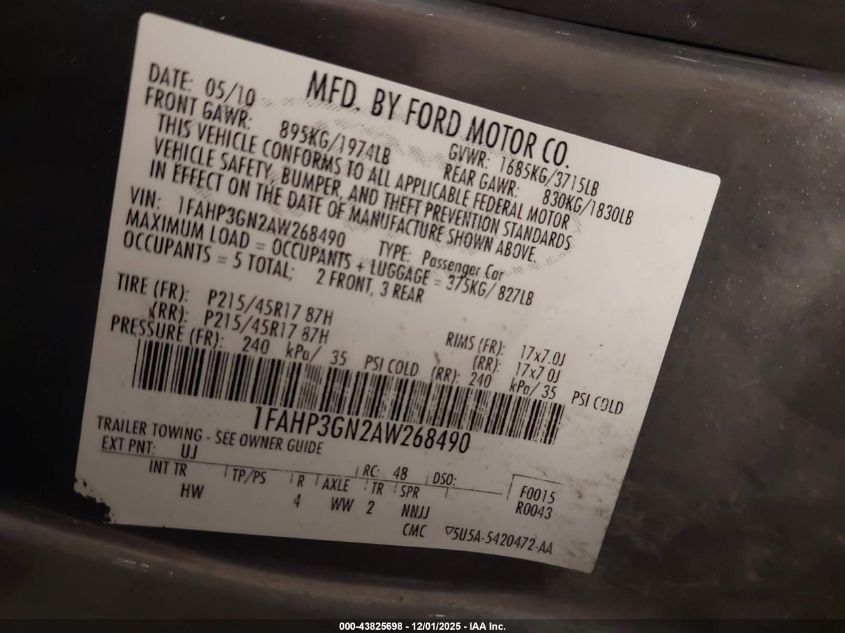 MFD. BY FORD MOTOR CO.
DATE: 05/10 GVWR: 1685KG/3715LB
FRONT GAWR: 895KG/1974LB REAR GAWR: 830KG/1830LB
THIS VEHICLE CONFORMS TO ALL APPLICABLE FEDERAL MOTOR
VEHICLE SAFETY, BUMPER, AND THEFT PREVENTION STANDARDS
IN EFFECT ON THE DATE OF MANUFACTURE SHOWN ABOVE.
VIN: 1FAHP3GN2AW268490 TYPE: Passenger Car
MAXIMUM LOAD = OCCUPANTS + LUGGAGE = 375KG/ 827LB
OCCUPANTS = 5 TOTAL; 2 FRONT, 3 REAR
TIRE (FR): P215/45R17 87H RIMS (FR): 17x7.0J
(RR): P215/45R17 87H (RR): 17x7.0J
PRESSURE (FR): 240 kPa/ 35 PSI COLD (RR): 240 kPa/ 35 PSI COLD
1FAHP3GN2AW268490
TRAILER TOWING - SEE OWNER GUIDE
EXT PNT: UJ RC: 48 DSO: F0015
INT TR TP/PS R AXLE TR SPR R0043
HW 4 WW 2 NNJJ
CMC ▽5U5A-5420472-AA
000-43825698 - 12/01/2025 - IAA Inc.